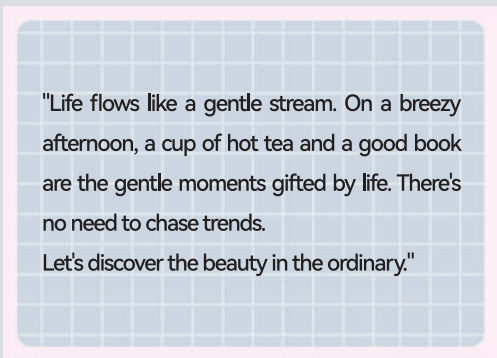 "Life flows like a gentle stream. On a breezy
afternoon, a cup of hot tea and a good book
are the gentle moments gifted by life. There's
no need to chase trends.
Let's discover the beauty in the ordinary."